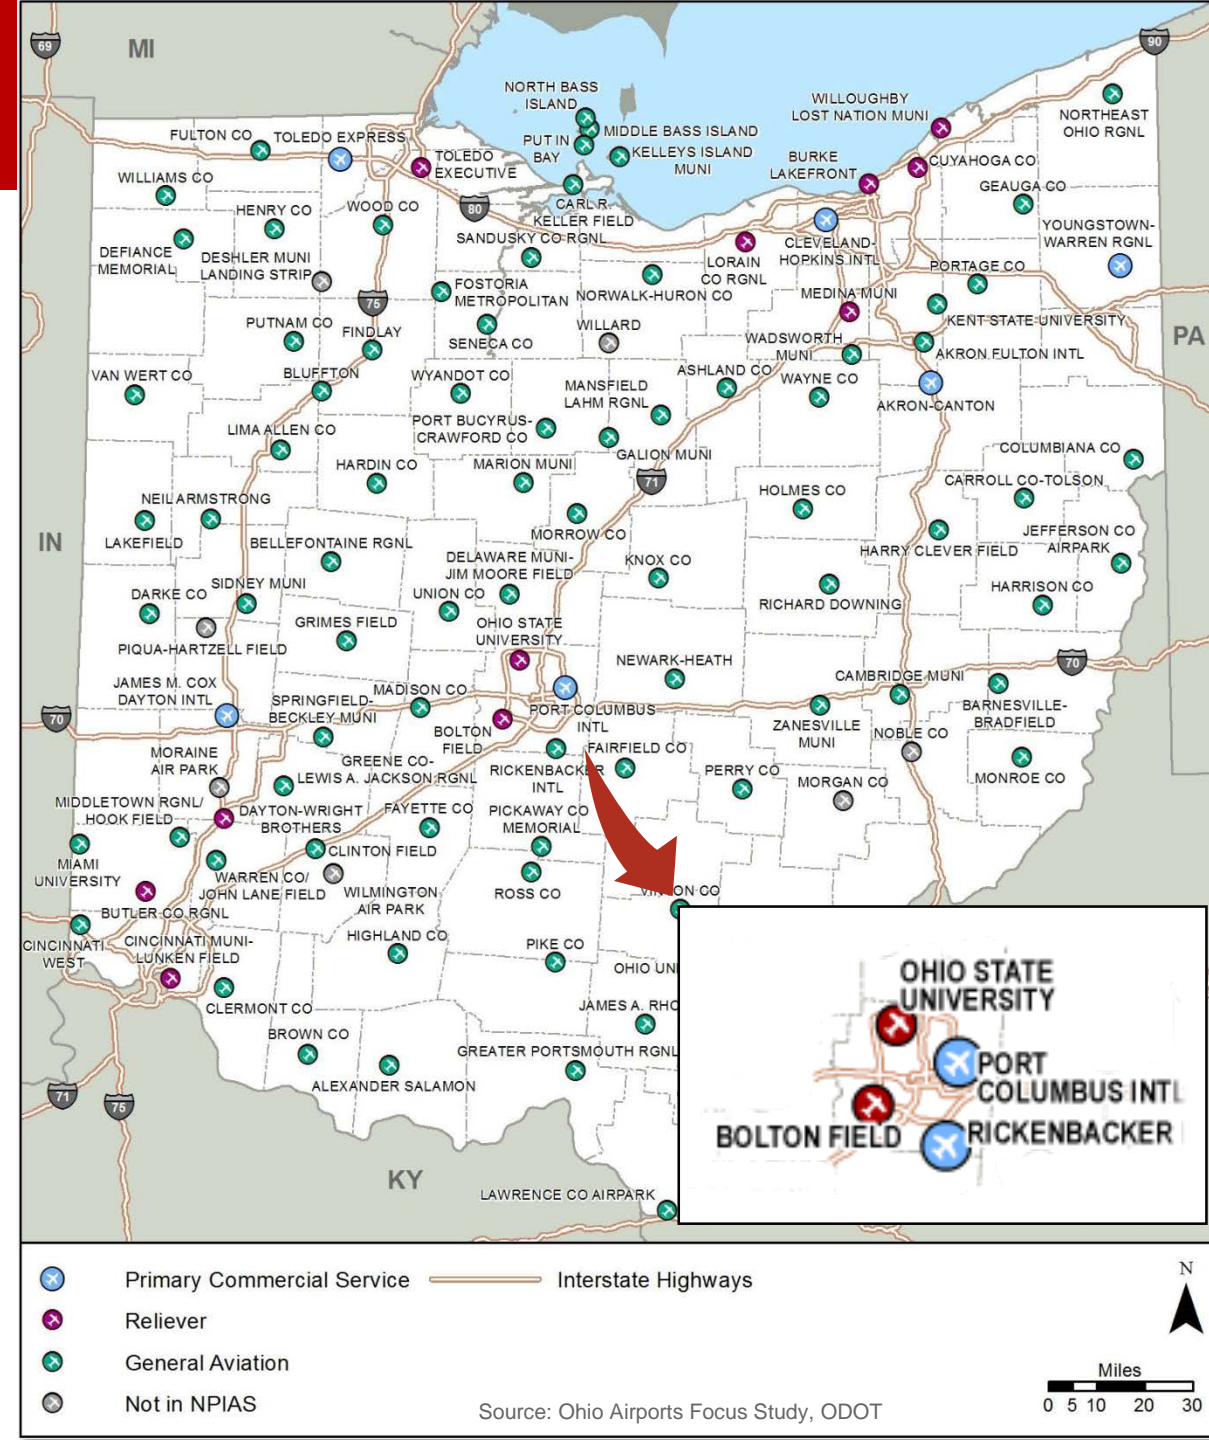 69
MI
90
NORTH BASS
ISLAND
WILLOUGHBY
LOST NATION MUNI
NORTHEAST
OHIO RGNL
FULTON CO
TOLEDO EXPRESS
PUT IN
BAY
MIDDLE BASS ISLAND
KELLEYS ISLAND
MUNI
BURKE
LAKEFRONT
CUYAHOGA CO
TOLEDO
EXECUTIVE
WILLIAMS CO
GEAUGA CO
HENRY CO
WOOD CO
80
CARL R.
KELLER FIELD
YOUNGSTOWN-
WARREN RGNL
DEFIANCE
MEMORIAL
DESHLER MUNI
LANDING STRIP
SANDUSKY CO RGNL
LORAIN
CO RGNL
CLEVELAND-
HOPKINS INTL
PORTAGE CO
75
FOSTORIA
METROPOLITAN
NORWALK-HURON CO
MEDINA MUNI
PUTNAM CO
FINDLAY
SENECA CO
WILLARD
WADSWORTH
MUNI
KENT STATE UNIVERSITY
PA
AKRON FULTON INTL
VAN WERT CO
BLUFFTON
WYANDOT CO
MANSFIELD
LAHM RGNL
ASHLAND CO
WAYNE CO
AKRON-CANTON
LIMA ALLEN CO
PORT BUCYRUS-
CRAWFORD CO
GALION MUNI
COLUMBIANA CO
HARDIN CO
MARION MUNI
71
HOLMES CO
CARROLL CO-TOLSON
NEIL ARMSTRONG
IN
LAKEFIELD
BELLEFONTAINE RGNL
MORROW CO
HARRY CLEVER FIELD
JEFFERSON CO
AIRPARK
DELAWARE MUNI-
JIM MOORE FIELD
KNOX CO
DARKE CO
SIDNEY MUNI
UNION CO
RICHARD DOWNING
HARRISON CO
GRIMES FIELD
OHIO STATE
UNIVERSITY
PIQUA-HARTZELL FIELD
NEWARK-HEATH
70
JAMES M. COX
DAYTON INTL
SPRINGFIELD-
BECKLEY MUNI
MADISON CO
CAMBRIDGE MUNI
70
BOLTON
FIELD
PORT COLUMBUS
INTL
ZANESVILLE
MUNI
NOBLE CO
BARNESVILLE-
BRADFIELD
MORAINE
AIR PARK
GREENE CO-
LEWIS A. JACKSON RGNL
RICKENBACKER
INTL
FAIRFIELD CO
PERRY CO
MORGAN CO
MONROE CO
MIDDLETOWN RGNL/
HOOK FIELD
DAYTON-WRIGHT
BROTHERS
FAYETTE CO
PICKAWAY CO
MEMORIAL
MIAMI
UNIVERSITY
CLINTON FIELD
WARREN CO/
JOHN LANE FIELD
WILMINGTON
AIR PARK
ROSS CO
VINTON CO
BUTLER CO RGNL
CINCINNATI
WEST
CINCINNATI MUNI-
LUNKEN FIELD
HIGHLAND CO
PIKE CO
OHIO UNI
CLERMONT CO
JAMES A. RHO
BROWN CO
GREATER PORTSMOUTH RGNL
ALEXANDER SALAMON
71
75
KY
LAWRENCE CO AIRPARK
OHIO STATE
UNIVERSITY
PORT
COLUMBUS INTL
BOLTON FIELD
RICKENBACKER
Primary Commercial Service
Interstate Highways
N
Reliever
General Aviation
Miles
Not in NPIAS
0 5 10 20 30
Source: Ohio Airports Focus Study, ODOT